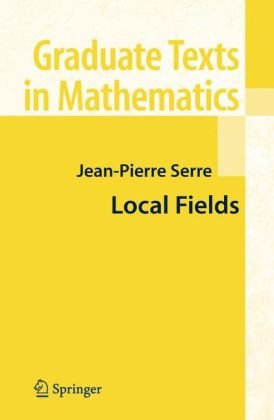 Graduate Texts
in Mathematics
Jean-Pierre Serre
Local Fields
Springer